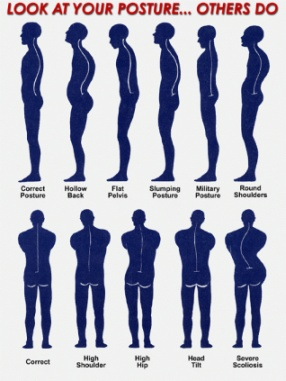 LOOK AT YOUR POSTURE... OTHERS DO
Correct
Posture
Hollow
Back
Flat
Pelvis
Slumping
Posture
Military
Posture
Round
Shoulders
Correct
High
Shoulder
High
Hip
Head
Tilt
Severe
Scoliosis